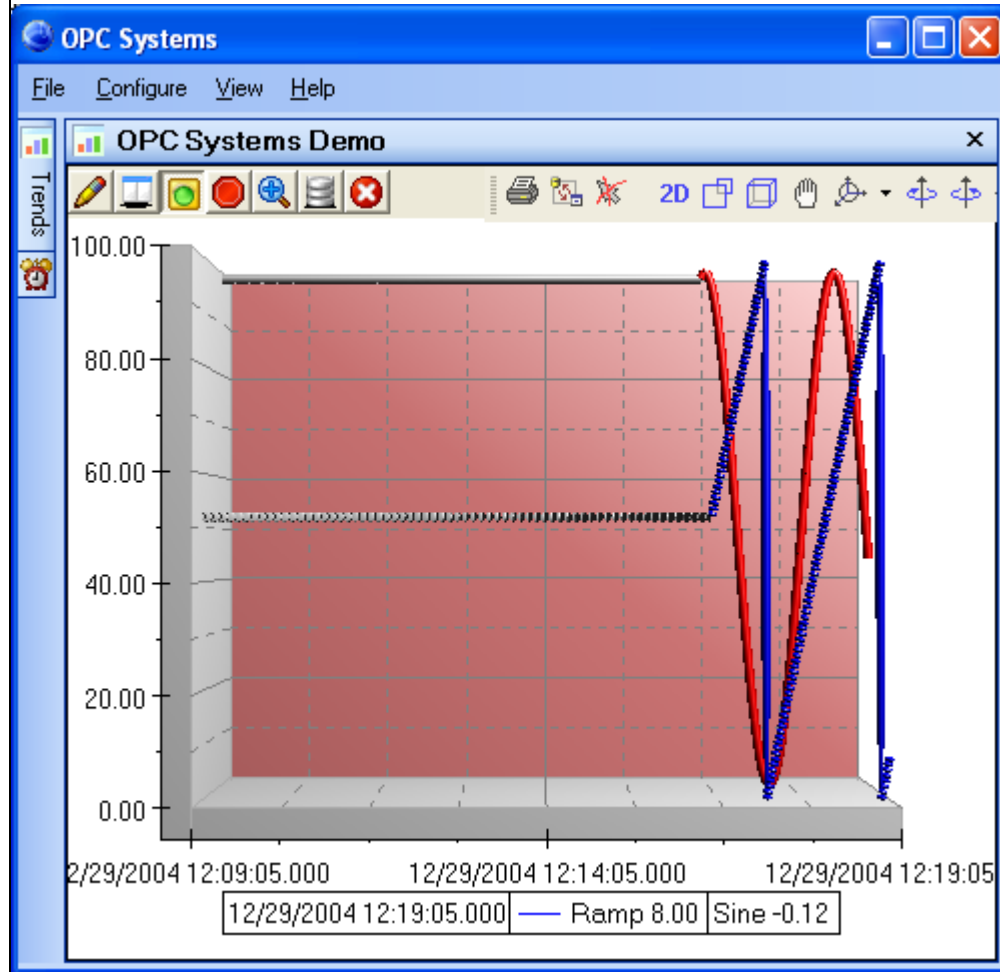 OPC Systems
File Configure View Help
OPC Systems Demo
Trends
2D
100.00
80.00
60.00
40.00
20.00
0.00
2/29/2004 12:09:05.000 12/29/2004 12:14:05.000 12/29/2004 12:19:05
12/29/2004 12:19:05.000 Ramp 8.00 Sine -0.12